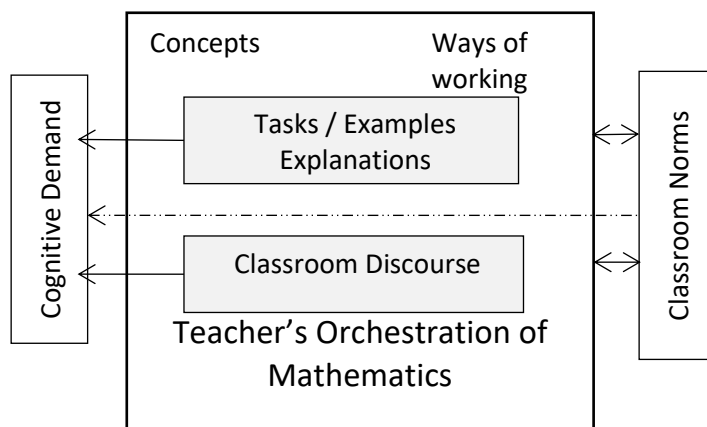 Concepts
Ways of
working
Tasks / Examples
Explanations
Cognitive Demand
Classroom Norms
Classroom Discourse
Teacher’s Orchestration of
Mathematics